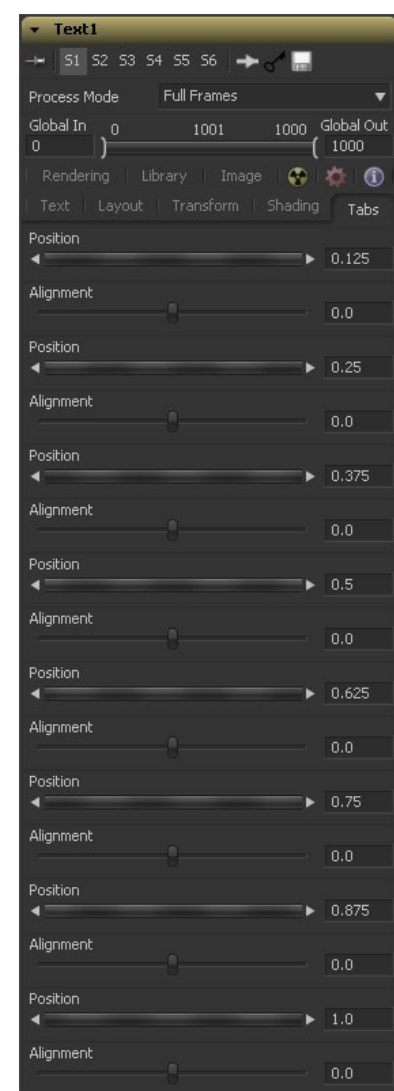 Text1
S1 S2 S3 S4 S5 S6
Process Mode Full Frames
Global In 0 1001 1000 Global Out
0 1000
Rendering Library Image
Text Layout Transform Shading Tabs
Position
0.125
Alignment
0.0
Position
0.25
Alignment
0.0
Position
0.375
Alignment
0.0
Position
0.5
Alignment
0.0
Position
0.625
Alignment
0.0
Position
0.75
Alignment
0.0
Position
0.875
Alignment
0.0
Position
1.0
Alignment
0.0